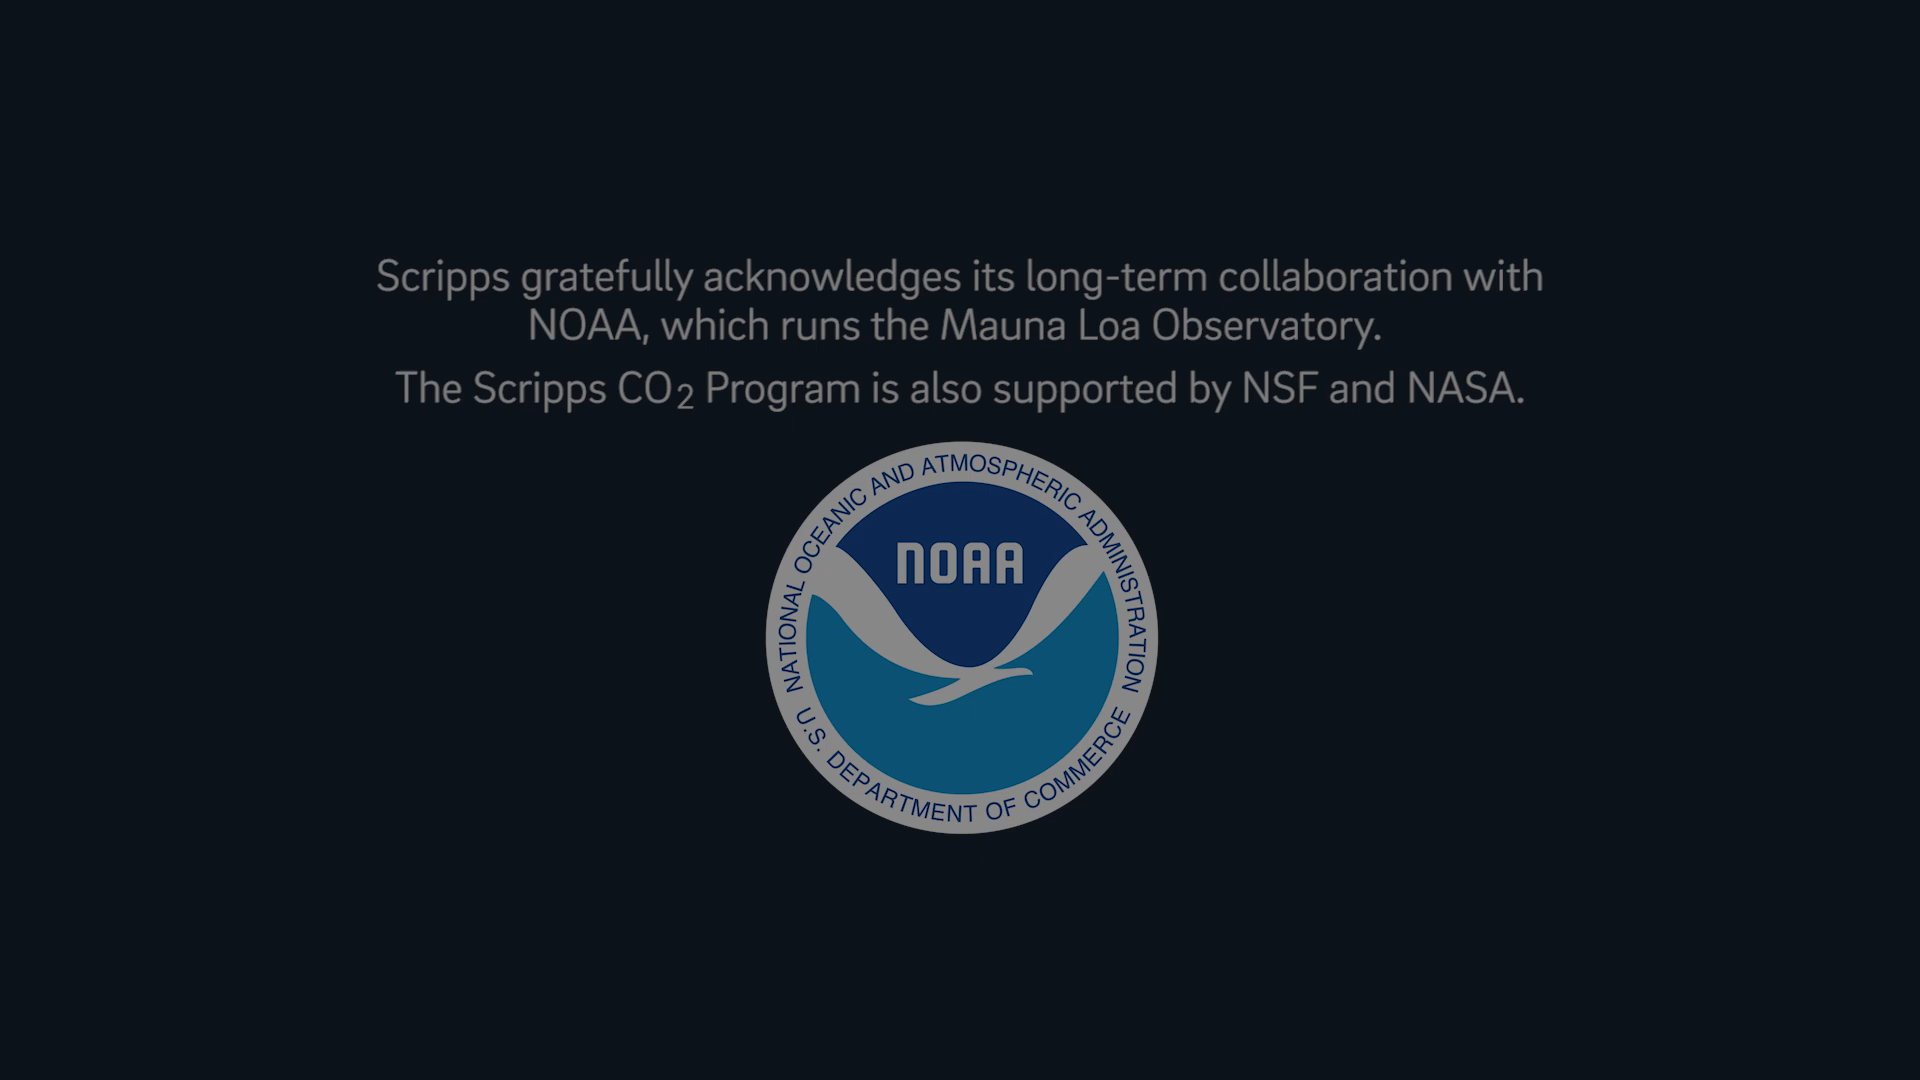 Scripps gratefully acknowledges its long-term collaboration with
NOAA, which runs the Mauna Loa Observatory.
The Scripps CO2 Program is also supported by NSF and NASA.
NATIONAL OCEANIC AND ATMOSPHERIC ADMINISTRATION
NOAA
U.S. DEPARTMENT OF COMMERCE